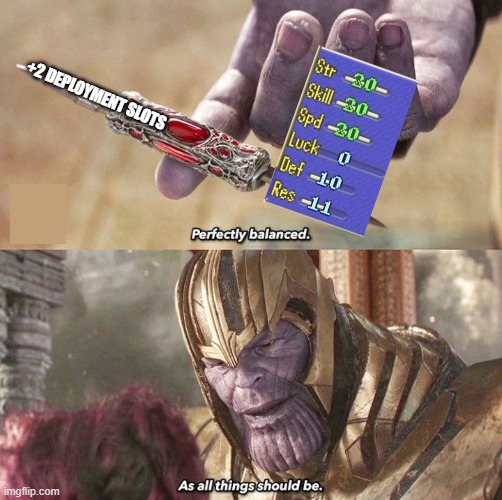 +2 DEPLOYMENT SLOTS
Str 20
Skill 20
Spd 20
Luck 0
Def 10
Res 11
Perfectly balanced.
As all things should be.
imgflip.com